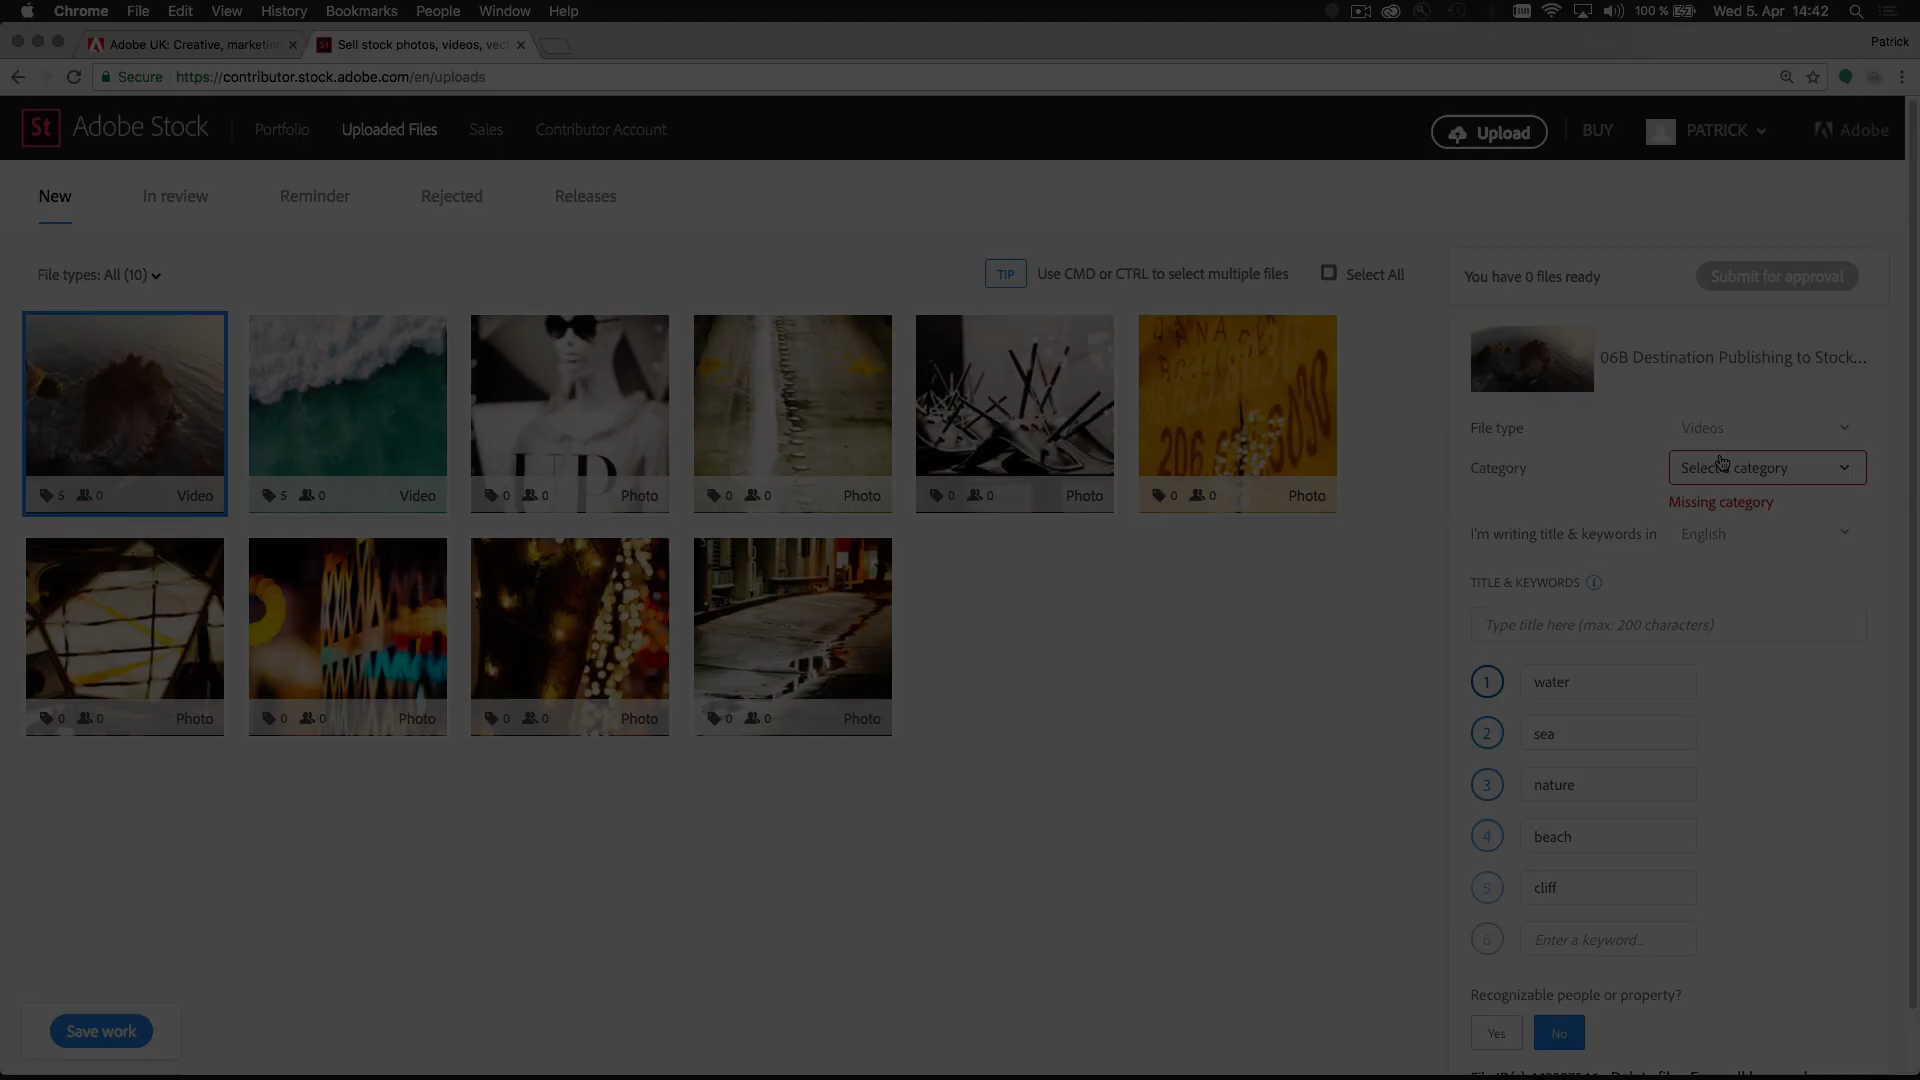 Chrome File Edit View History Bookmarks People Window Help
100 % Wed 5. Apr 14:42
Adobe UK: Creative, marketing
Sell stock photos, videos, vect
Patrick
Secure https://contributor.stock.adobe.com/en/uploads
St Adobe Stock Portfolio Uploaded Files Sales Contributor Account Upload BUY PATRICK Adobe
New In review Reminder Rejected Releases
File types: All (10)
TIP Use CMD or CTRL to select multiple files Select All
You have 0 files ready Submit for approval
06B Destination Publishing to Stock...
File type Videos
Category Select a category
Missing category
I'm writing title & keywords in English
TITLE & KEYWORDS
Type title here (max: 200 characters)
1 water
2 sea
3 nature
4 beach
5 cliff
6 Enter a keyword...
Recognizable people or property?
Yes No
5 0 Video
5 0 Video
0 0 Photo
0 0 Photo
0 0 Photo
0 0 Photo
0 0 Photo
0 0 Photo
0 0 Photo
0 0 Photo
UP
Save work